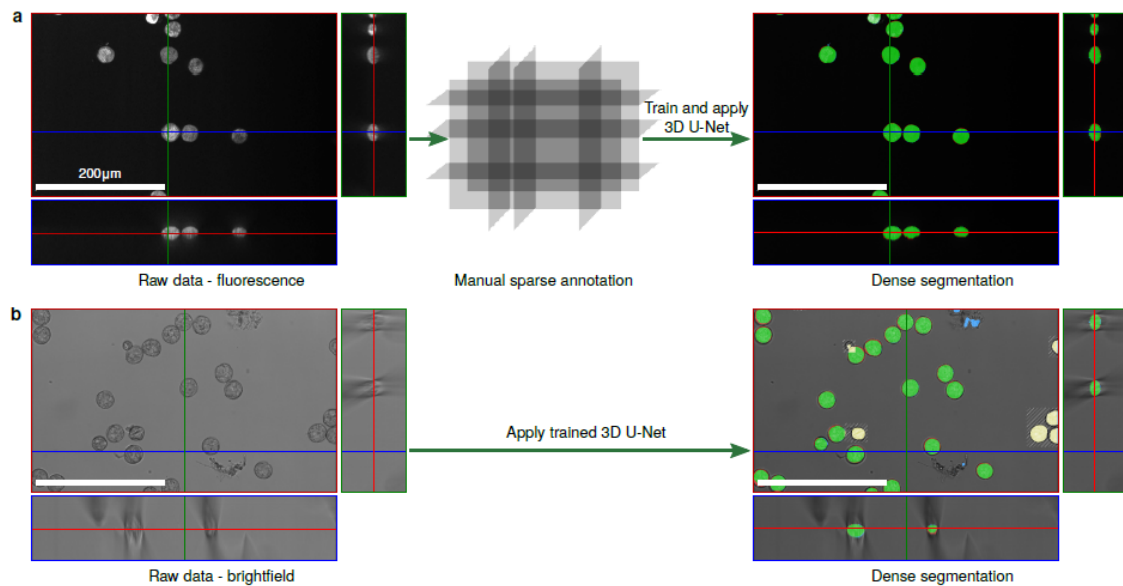 a
200μm
Train and apply
3D U-Net
Raw data - fluorescence
Manual sparse annotation
Dense segmentation
b
Apply trained 3D U-Net
Raw data - brightfield
Dense segmentation